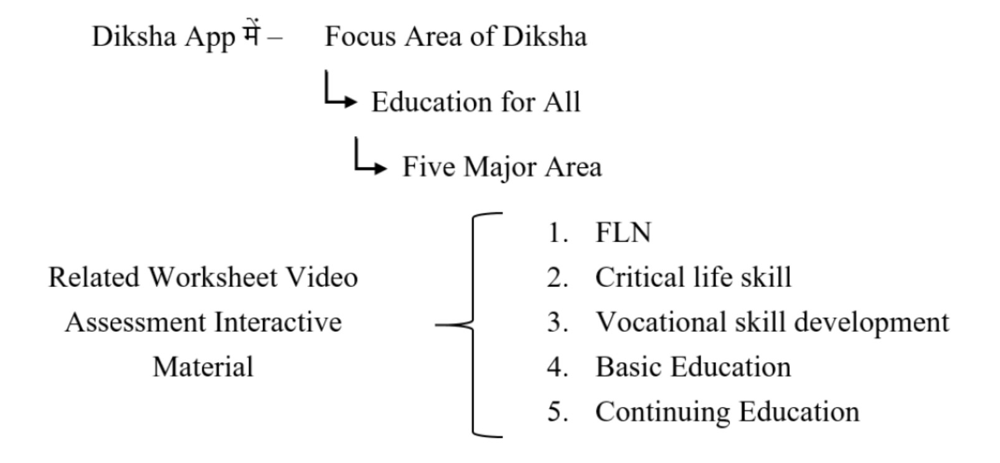 Diksha App में – Focus Area of Diksha
Education for All
Five Major Area
1. FLN
Related Worksheet Video
2. Critical life skill
Assessment Interactive
3. Vocational skill development
Material
4. Basic Education
5. Continuing Education